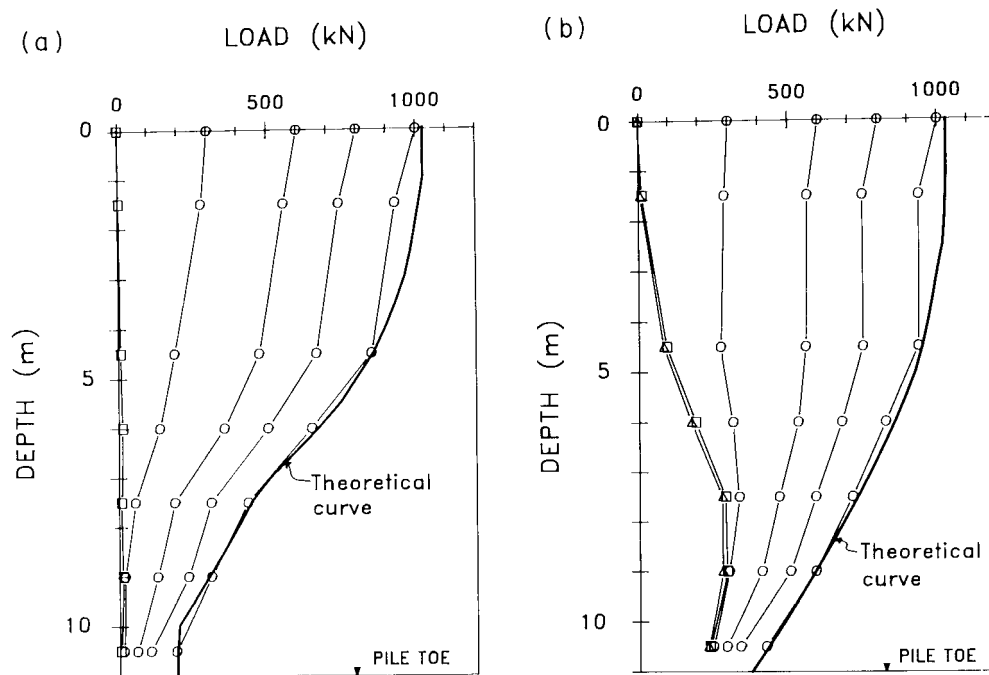 (a)
LOAD (kN)
0 500 1000
0
5
10
DEPTH (m)
Theoretical
curve
PILE TOE
(b)
LOAD (kN)
0 500 1000
0
5
10
DEPTH (m)
Theoretical
curve
PILE TOE